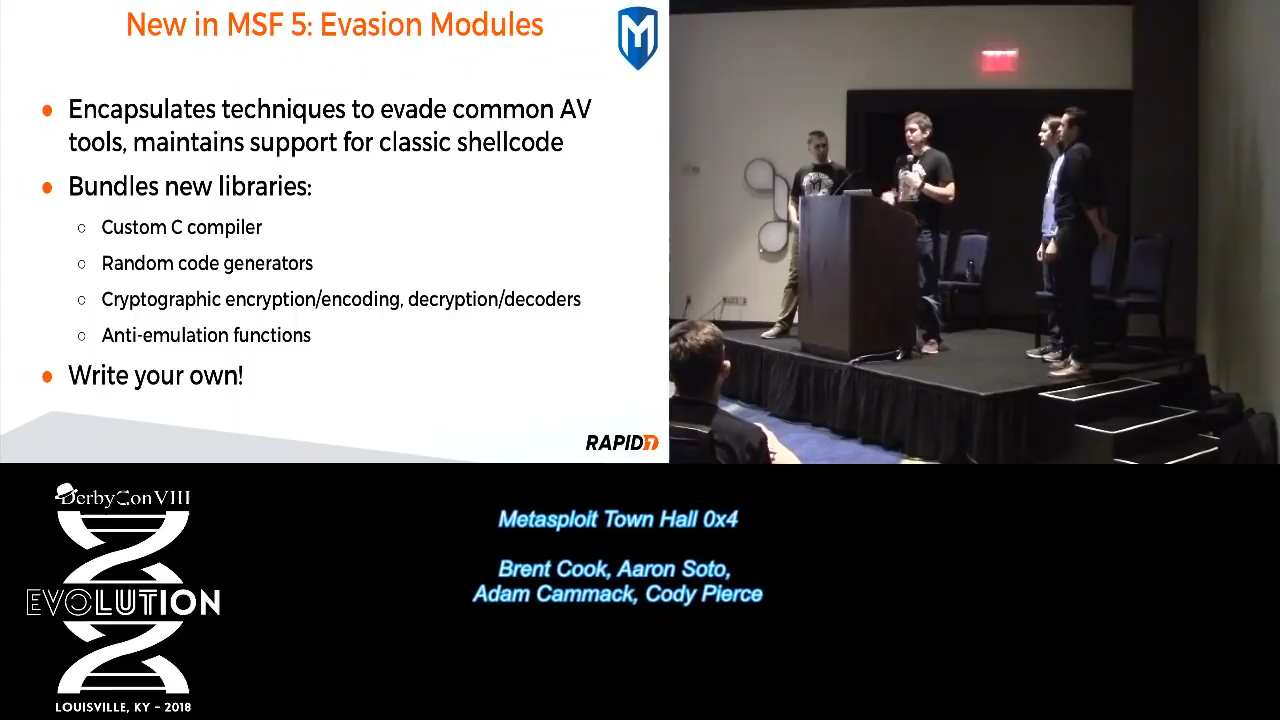 New in MSF 5: Evasion Modules
• Encapsulates techniques to evade common AV
tools, maintains support for classic shellcode
• Bundles new libraries:
○ Custom C compiler
○ Random code generators
○ Cryptographic encryption/encoding, decryption/decoders
○ Anti-emulation functions
• Write your own!
RAPID7
DerbyCon VIII
EVOLUTION
LOUISVILLE, KY - 2018
Metasploit Town Hall 0x4
Brent Cook, Aaron Soto,
Adam Cammack, Cody Pierce